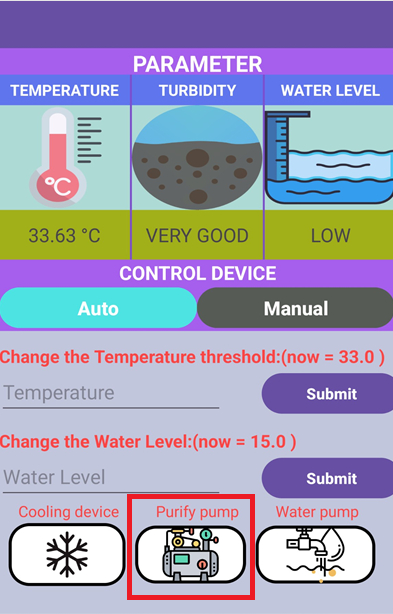 PARAMETER
TEMPERATURE TURBIDITY WATER LEVEL
°C
33.63 °C VERY GOOD LOW
CONTROL DEVICE
Auto Manual
Change the Temperature threshold:(now = 33.0 )
Temperature Submit
Change the Water Level:(now = 15.0 )
Water Level Submit
Cooling device Purify pump Water pump